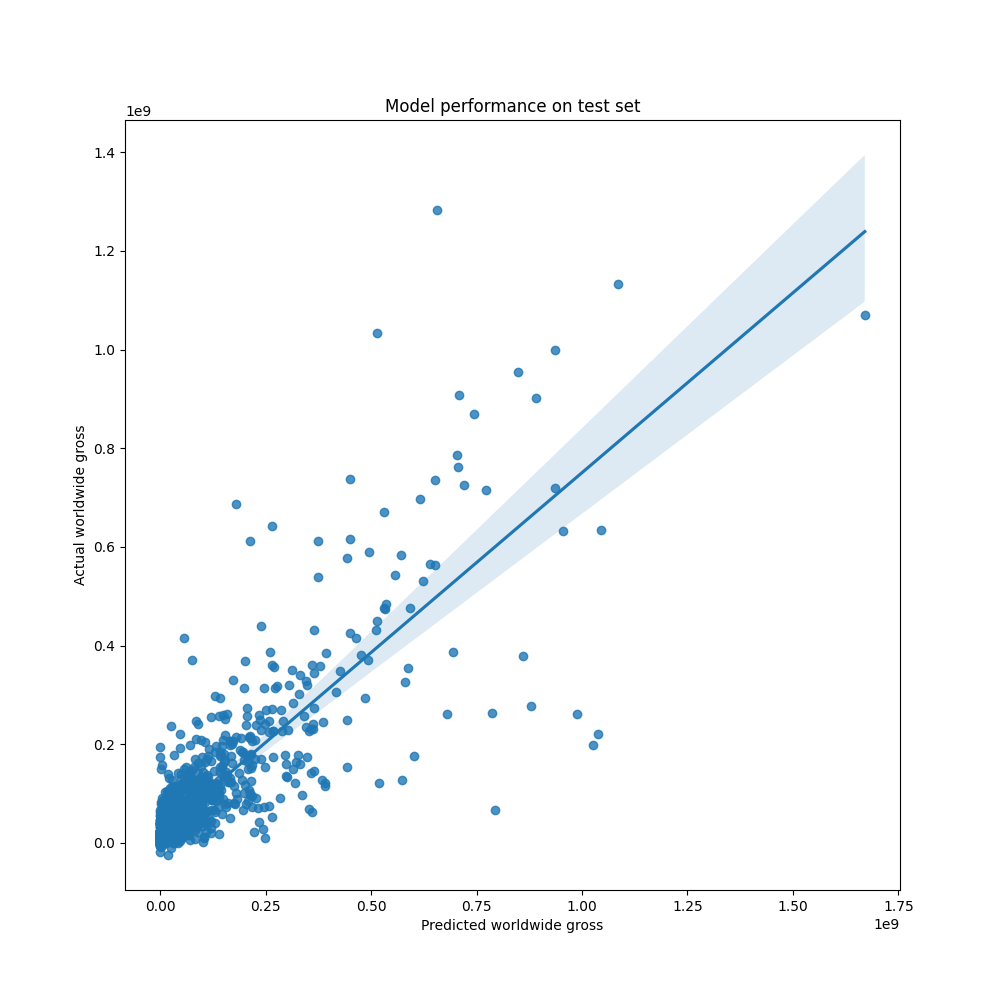 Model performance on test set
1e9
1.4
1.2
1.0
0.8
0.6
0.4
0.2
0.0
Actual worldwide gross
0.00 0.25 0.50 0.75 1.00 1.25 1.50 1.75
Predicted worldwide gross
1e9